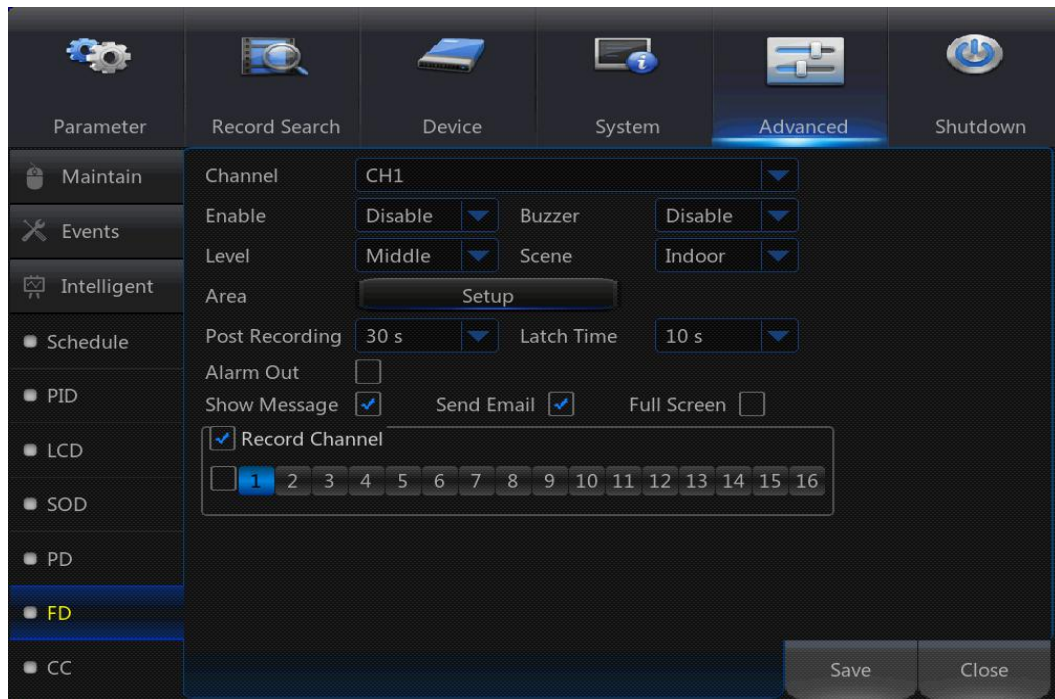 Parameter Record Search Device System Advanced Shutdown
Maintain
Events
Intelligent
Schedule
PID
LCD
SOD
PD
FD
CC
Channel CH1
Enable Disable Buzzer Disable
Level Middle Scene Indoor
Area Setup
Post Recording 30 s Latch Time 10 s
Alarm Out
Show Message Send Email Full Screen
Record Channel
1 2 3 4 5 6 7 8 9 10 11 12 13 14 15 16
Save Close